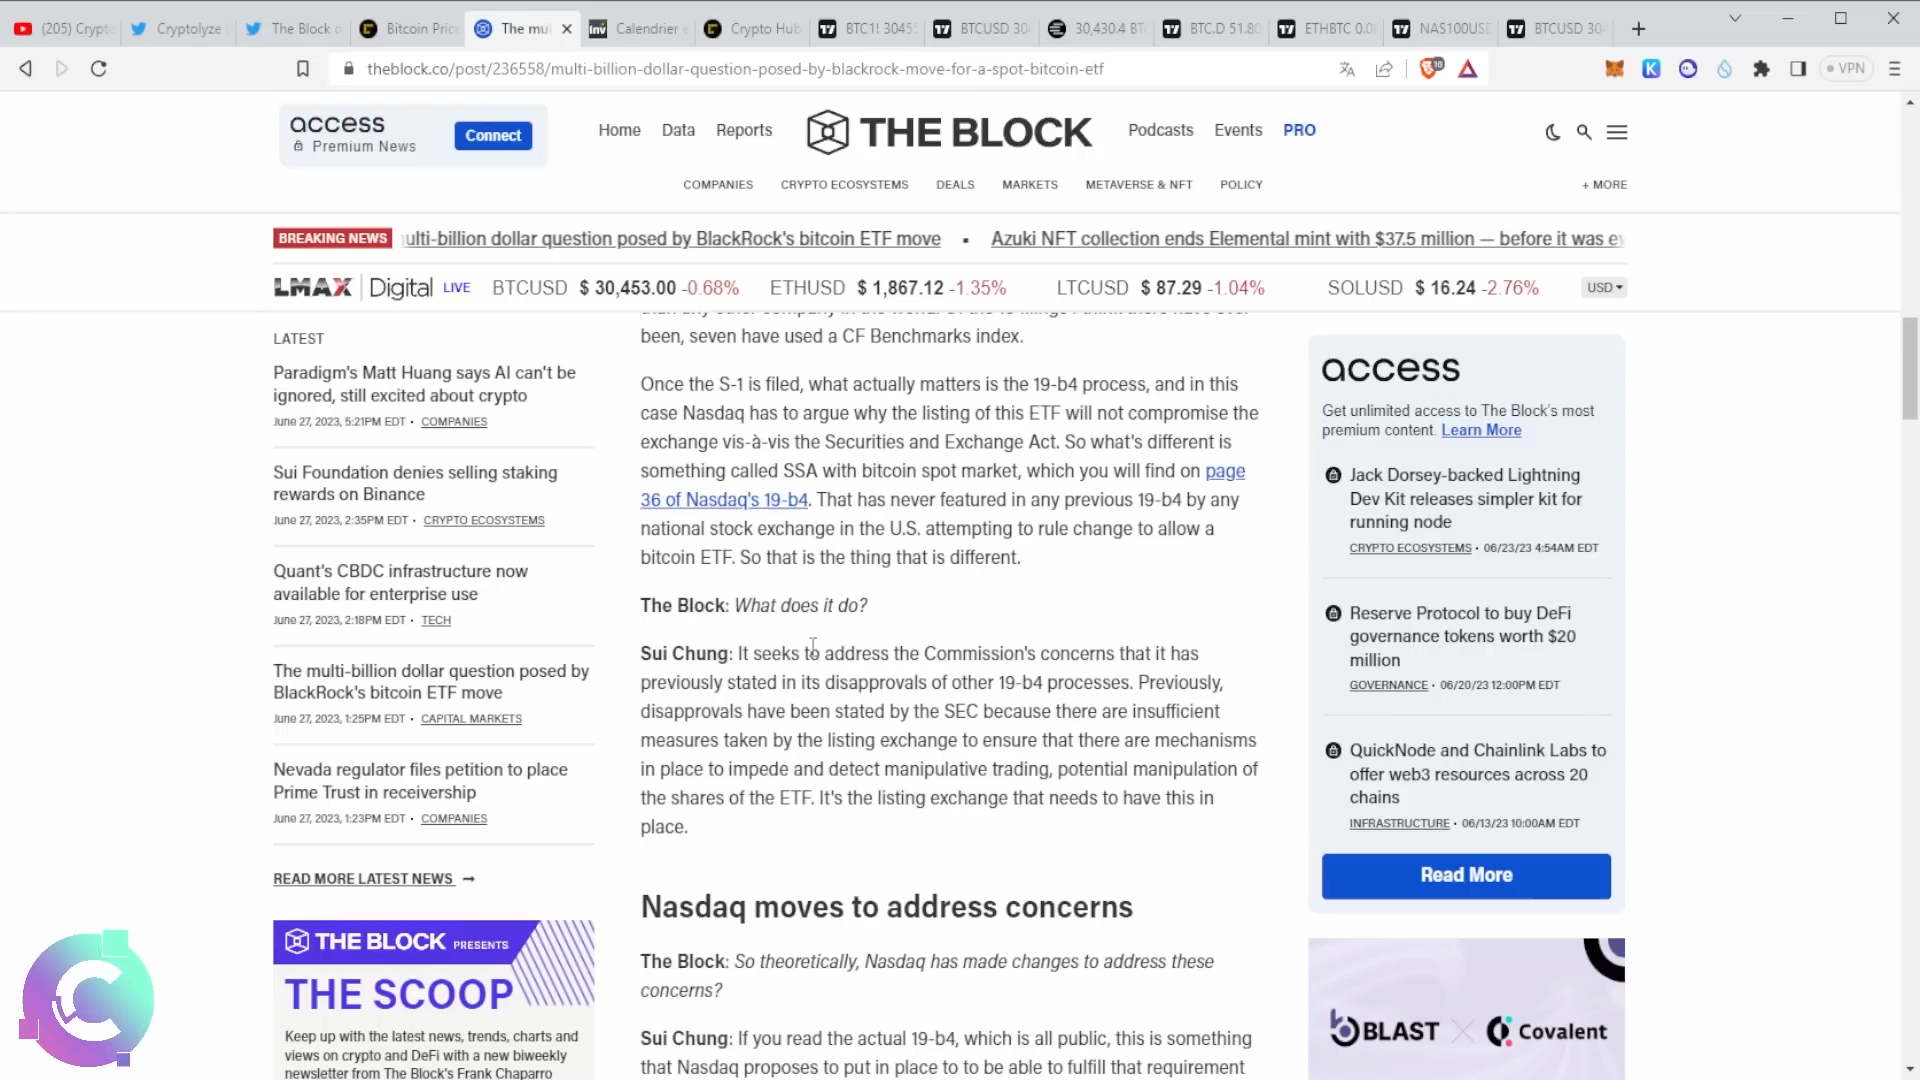 (205) Crypto
Cryptolyze
The Block o
Bitcoin Pric
The mul
Calendrier
Crypto Hub
BTC1! 3045
BTCUSD 30
30,430.4 BT
BTC.D 51.80
ETHBTC 0.0
NAS100USD
BTCUSD 30
theblock.co/post/236558/multi-billion-dollar-question-posed-by-blackrock-move-for-a-spot-bitcoin-etf
10
VPN
access
Premium News
Connect
Home Data Reports
THE BLOCK
Podcasts Events PRO
COMPANIES CRYPTO ECOSYSTEMS DEALS MARKETS METAVERSE & NFT POLICY + MORE
BREAKING NEWS ulti-billion dollar question posed by BlackRock's bitcoin ETF move • Azuki NFT collection ends Elemental mint with $37.5 million — before it was ev
LMAX Digital LIVE BTCUSD $ 30,453.00 -0.68% ETHUSD $ 1,867.12 -1.35% LTCUSD $ 87.29 -1.04% SOLUSD $ 16.24 -2.76% USD
LATEST
Paradigm's Matt Huang says AI can't be
ignored, still excited about crypto
June 27, 2023, 5:21PM EDT • COMPANIES
Sui Foundation denies selling staking
rewards on Binance
June 27, 2023, 2:35PM EDT • CRYPTO ECOSYSTEMS
Quant's CBDC infrastructure now
available for enterprise use
June 27, 2023, 2:18PM EDT • TECH
The multi-billion dollar question posed by
BlackRock's bitcoin ETF move
June 27, 2023, 1:25PM EDT • CAPITAL MARKETS
Nevada regulator files petition to place
Prime Trust in receivership
June 27, 2023, 1:23PM EDT • COMPANIES
READ MORE LATEST NEWS →
THE BLOCK PRESENTS
THE SCOOP
Keep up with the latest news, trends, charts and
views on crypto and DeFi with a new biweekly
newsletter from The Block's Frank Chaparro
been, seven have used a CF Benchmarks index.
Once the S-1 is filed, what actually matters is the 19-b4 process, and in this
case Nasdaq has to argue why the listing of this ETF will not compromise the
exchange vis-à-vis the Securities and Exchange Act. So what's different is
something called SSA with bitcoin spot market, which you will find on page
36 of Nasdaq's 19-b4. That has never featured in any previous 19-b4 by any
national stock exchange in the U.S. attempting to rule change to allow a
bitcoin ETF. So that is the thing that is different.
The Block: What does it do?
Sui Chung: It seeks to address the Commission's concerns that it has
previously stated in its disapprovals of other 19-b4 processes. Previously,
disapprovals have been stated by the SEC because there are insufficient
measures taken by the listing exchange to ensure that there are mechanisms
in place to impede and detect manipulative trading, potential manipulation of
the shares of the ETF. It's the listing exchange that needs to have this in
place.
Nasdaq moves to address concerns
The Block: So theoretically, Nasdaq has made changes to address these
concerns?
Sui Chung: If you read the actual 19-b4, which is all public, this is something
that Nasdaq proposes to put in place to to be able to fulfill that requirement
access
Get unlimited access to The Block's most
premium content. Learn More
Jack Dorsey-backed Lightning
Dev Kit releases simpler kit for
running node
CRYPTO ECOSYSTEMS • 06/23/23 4:54AM EDT
Reserve Protocol to buy DeFi
governance tokens worth $20
million
GOVERNANCE • 06/20/23 12:00PM EDT
QuickNode and Chainlink Labs to
offer web3 resources across 20
chains
INFRASTRUCTURE • 06/13/23 10:00AM EDT
Read More
BLAST X Covalent